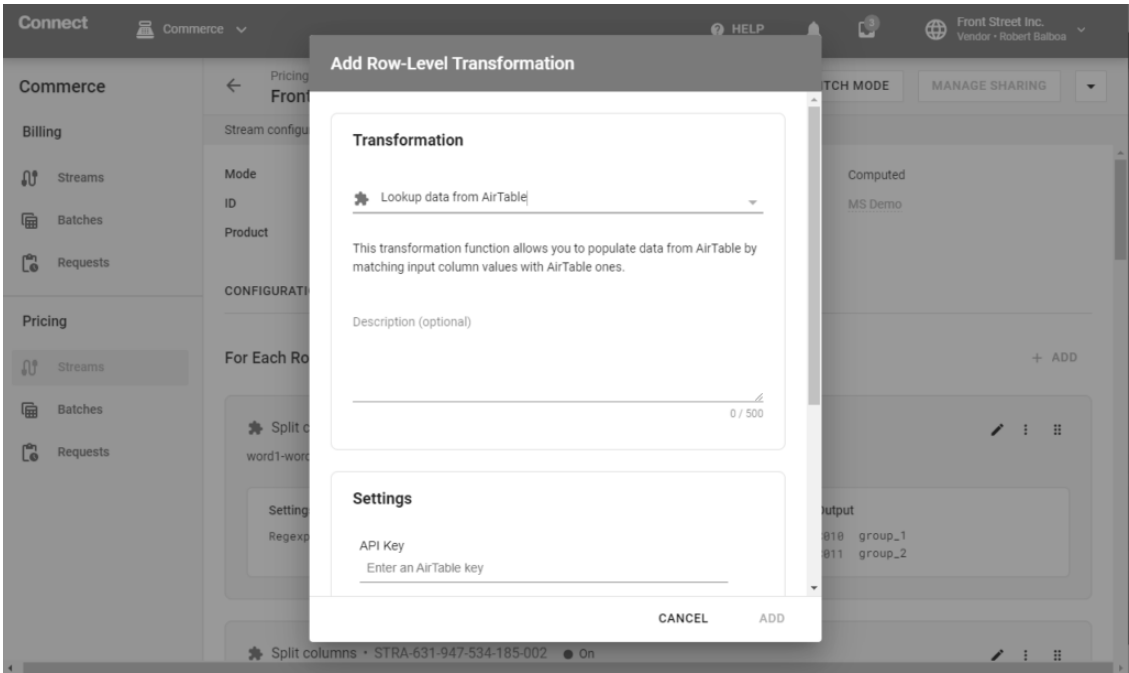 Connect
Commerce
HELP
3
Front Street Inc.
Vendor • Robert Balboa
Commerce
Billing
Streams
Batches
Requests
Pricing
Streams
Batches
Requests
Pricing
Front
TCH MODE
MANAGE SHARING
Stream configu
Mode
Computed
ID
MS Demo
Product
CONFIGURATI
For Each Ro
+ ADD
Split c
word1-word
Setting
Output
Regexp
010 group_1
011 group_2
Split columns • STRA-631-947-534-185-002 ● On
Add Row-Level Transformation
Transformation
Lookup data from AirTable
This transformation function allows you to populate data from AirTable by
matching input column values with AirTable ones.
Description (optional)
0 / 500
Settings
API Key
Enter an AirTable key
CANCEL
ADD